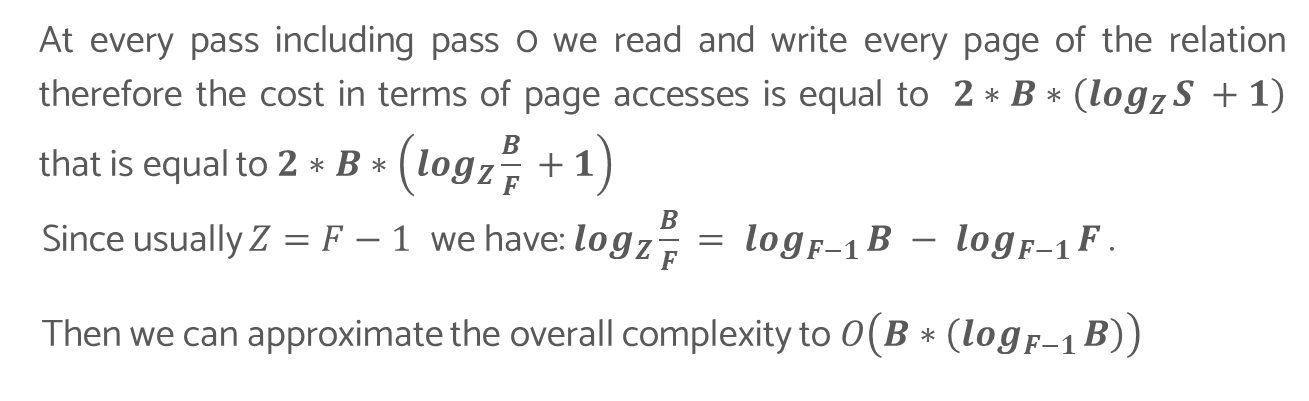 At every pass including pass 0 we read and write every page of the relation
therefore the cost in terms of page accesses is equal to 2 ∗ B ∗ (log_Z S + 1)
that is equal to 2 ∗ B ∗ (log_Z B/F + 1)
Since usually Z = F − 1 we have: log_Z B/F = log_{F−1} B − log_{F−1} F .
Then we can approximate the overall complexity to O(B ∗ (log_{F−1} B))